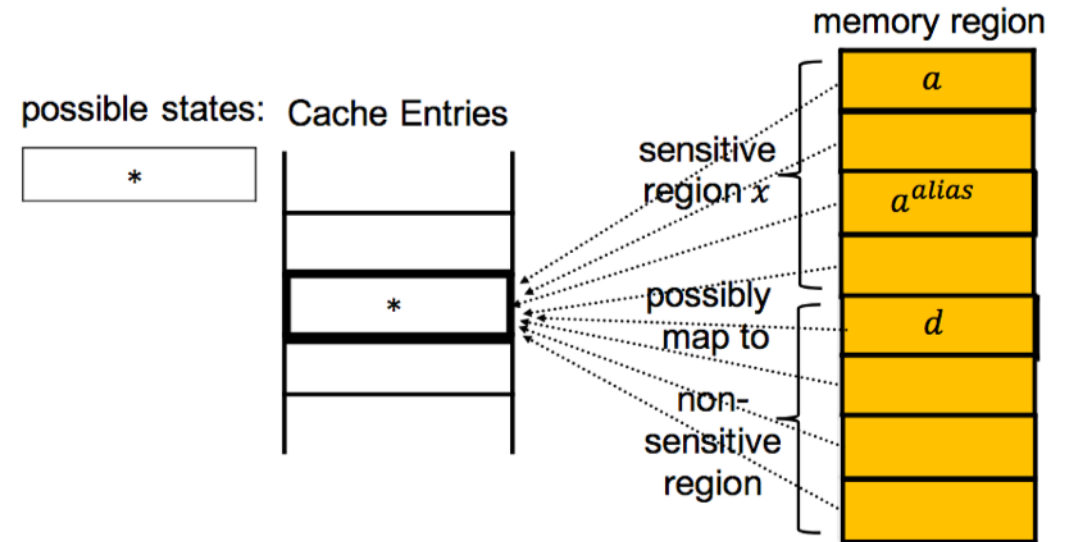 memory region
possible states:
Cache Entries
*
*
sensitive
region x
possibly
map to
non-
sensitive
region
a
a^alias
d